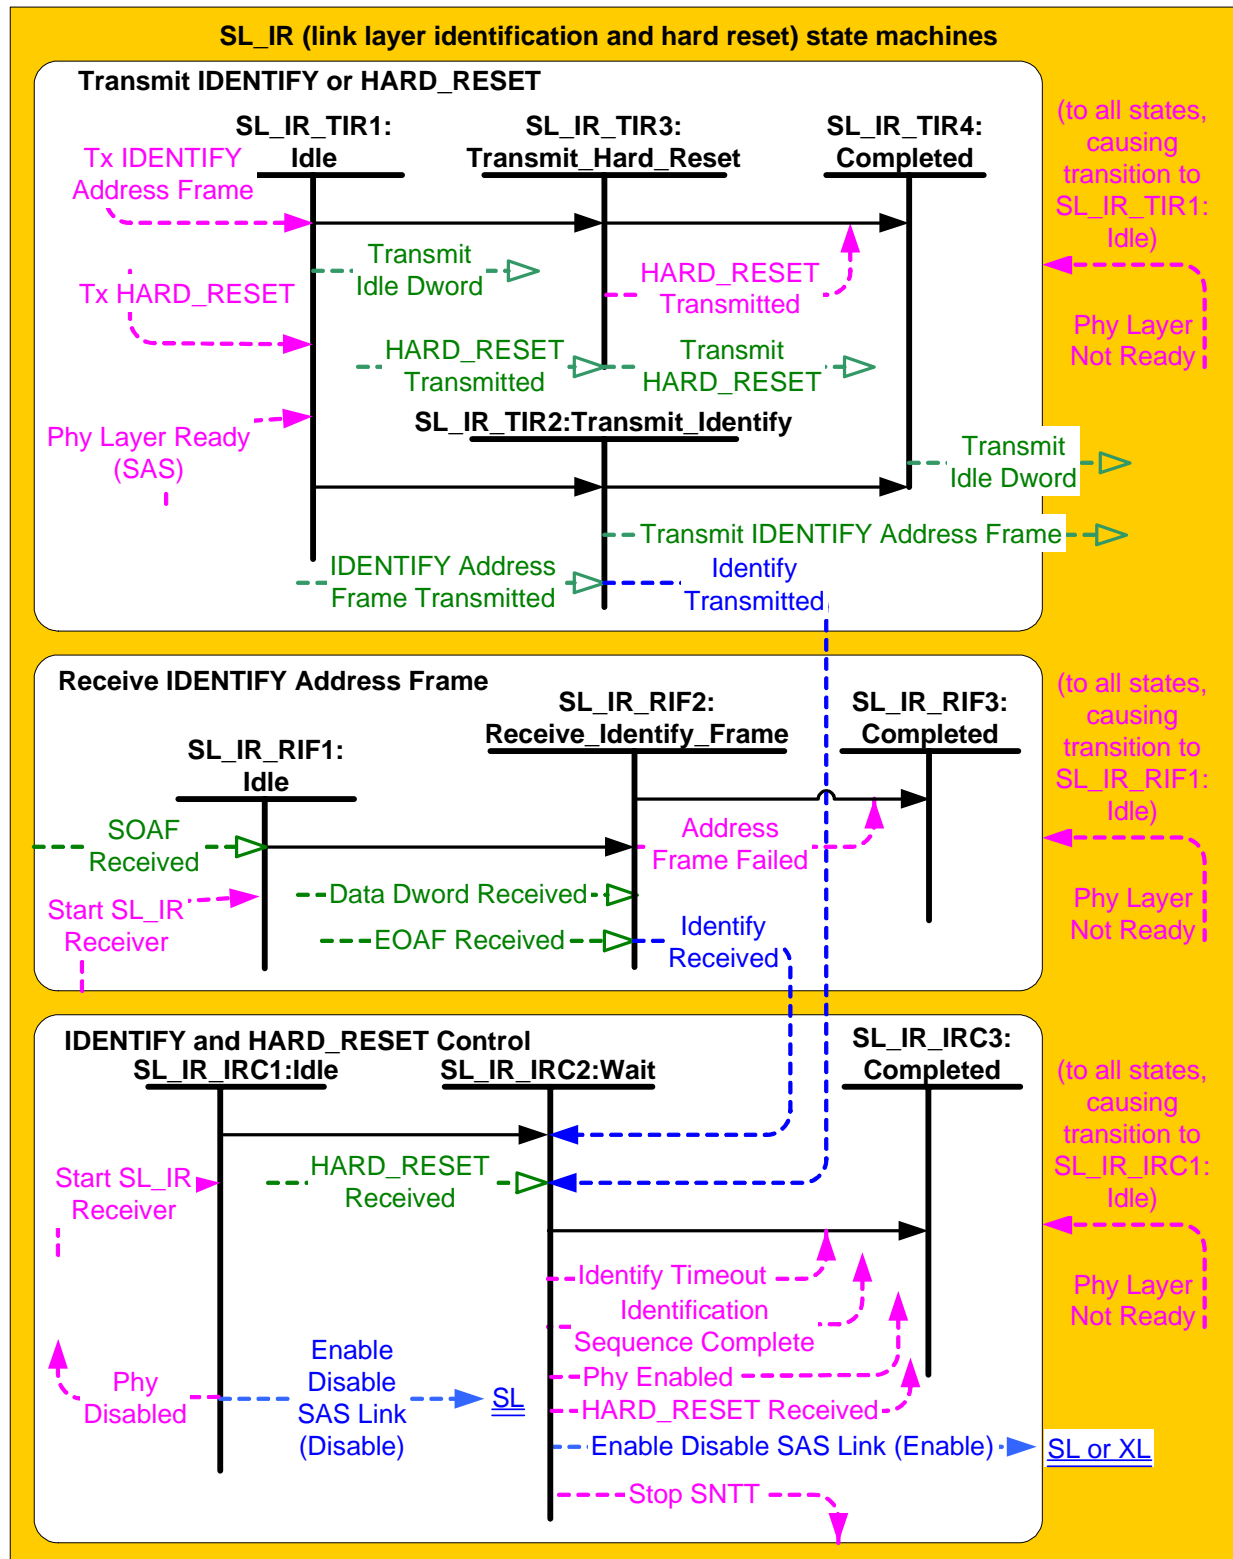 SL_IR (link layer identification and hard reset) state machines
Transmit IDENTIFY or HARD_RESET
SL_IR_TIR1:
Idle
SL_IR_TIR3:
Transmit_Hard_Reset
SL_IR_TIR4:
Completed
Tx IDENTIFY
Address Frame
Transmit
Idle Dword
HARD_RESET
Transmitted
Tx HARD_RESET
HARD_RESET
Transmitted
Transmit
HARD_RESET
SL_IR_TIR2:Transmit_Identify
Phy Layer Ready
(SAS)
Transmit
Idle Dword
Transmit IDENTIFY Address Frame
IDENTIFY Address
Frame Transmitted
Identify
Transmitted
(to all states,
causing
transition to
SL_IR_TIR1:
Idle)
Phy Layer
Not Ready
Receive IDENTIFY Address Frame
SL_IR_RIF1:
Idle
SL_IR_RIF2:
Receive_Identify_Frame
SL_IR_RIF3:
Completed
SOAF
Received
Address
Frame Failed
Data Dword Received
Start SL_IR
Receiver
EOAF Received
Identify
Received
(to all states,
causing
transition to
SL_IR_RIF1:
Idle)
Phy Layer
Not Ready
IDENTIFY and HARD_RESET Control
SL_IR_IRC1:Idle
SL_IR_IRC2:Wait
SL_IR_IRC3:
Completed
Start SL_IR
Receiver
HARD_RESET
Received
Identify Timeout
Identification
Sequence Complete
Phy
Disabled
Enable
Disable
SAS Link
(Disable)
SL
Phy Enabled
HARD_RESET Received
Enable Disable SAS Link (Enable)
SL or XL
Stop SNTT
(to all states,
causing
transition to
SL_IR_IRC1:
Idle)
Phy Layer
Not Ready